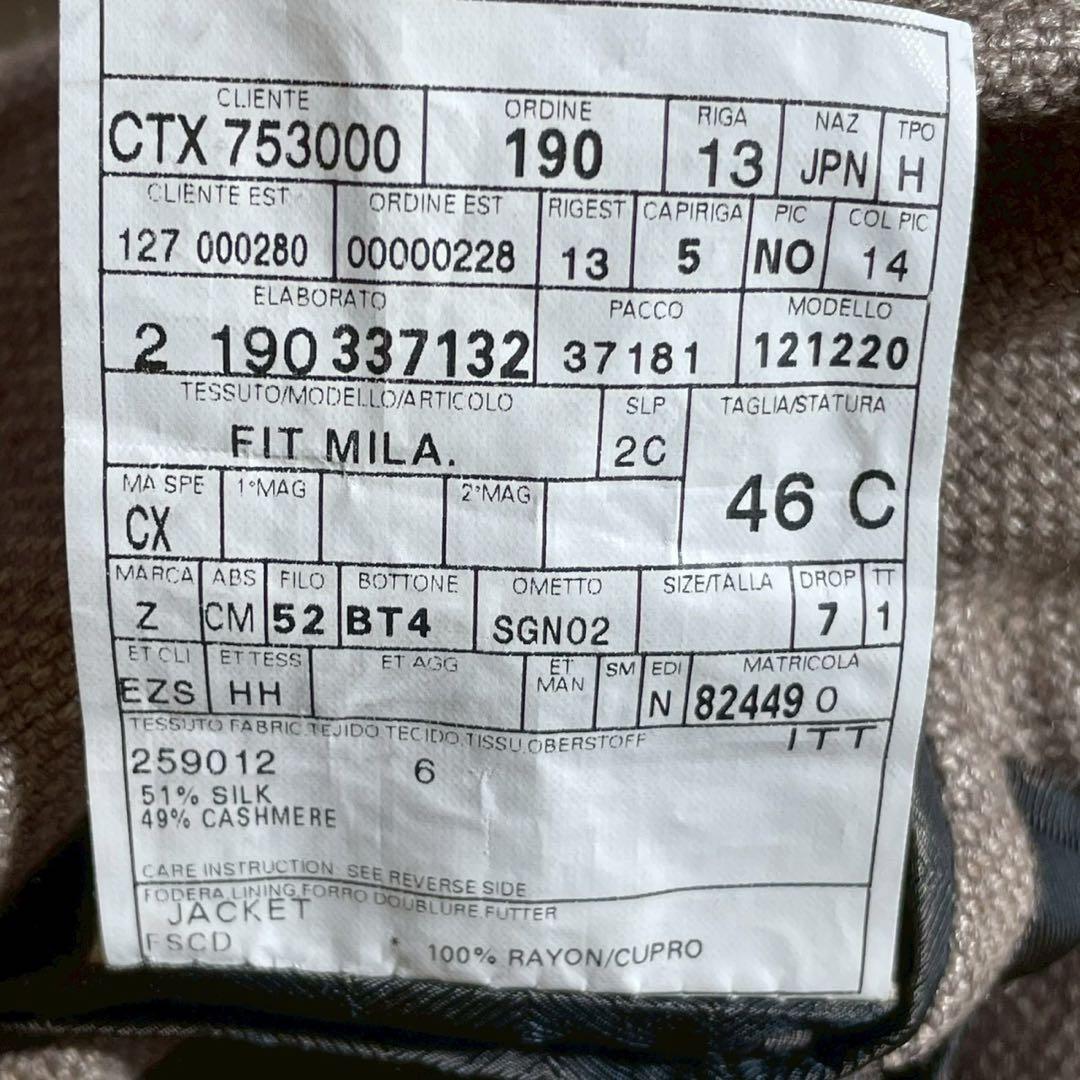 CLIENTE ORDINE RIGA NAZ TPO
CTX 753000 190 13 JPN H
CLIENTE EST ORDINE EST RIGEST CAPIRIGA PIC COL PIC
127 000280 00000228 13 5 NO 14
ELABORATO PACCO MODELLO
2 190 337132 37181 121220
TESSUTO/MODELLO/ARTICOLO SLP TAGLIA/STATURA
FIT MILA. 2C 46 C
MA SPE 1°MAG 2°MAG
CX
MARCA ABS FILO BOTTONE OMETTO SIZE/TALLA DROP TT
Z CM 52 BT4 SGN02 7 1
ET CLI ET TESS ET AGG ET MAN SM EDI MATRICOLA
EZS HH N 82449 0
TESSUTO FABRIC.TEJIDO TECIDO.TISSU.OBERSTOFF ITT
259012 6
51% SILK
49% CASHMERE
CARE INSTRUCTION SEE REVERSE SIDE
FODERA.LINING.FORRO DOUBLURE.FUTTER
JACKET
FSCD 100% RAYON/CUPRO